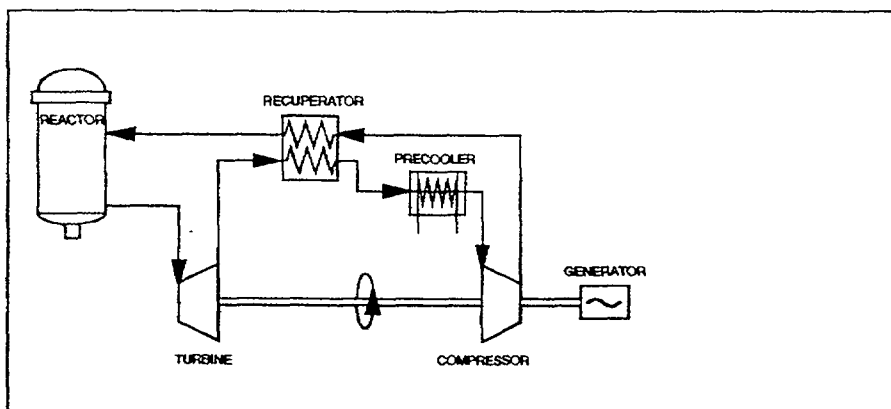 RECUPERATOR
REACTOR
PRECOOLER
GENERATOR
TURBINE
COMPRESSOR